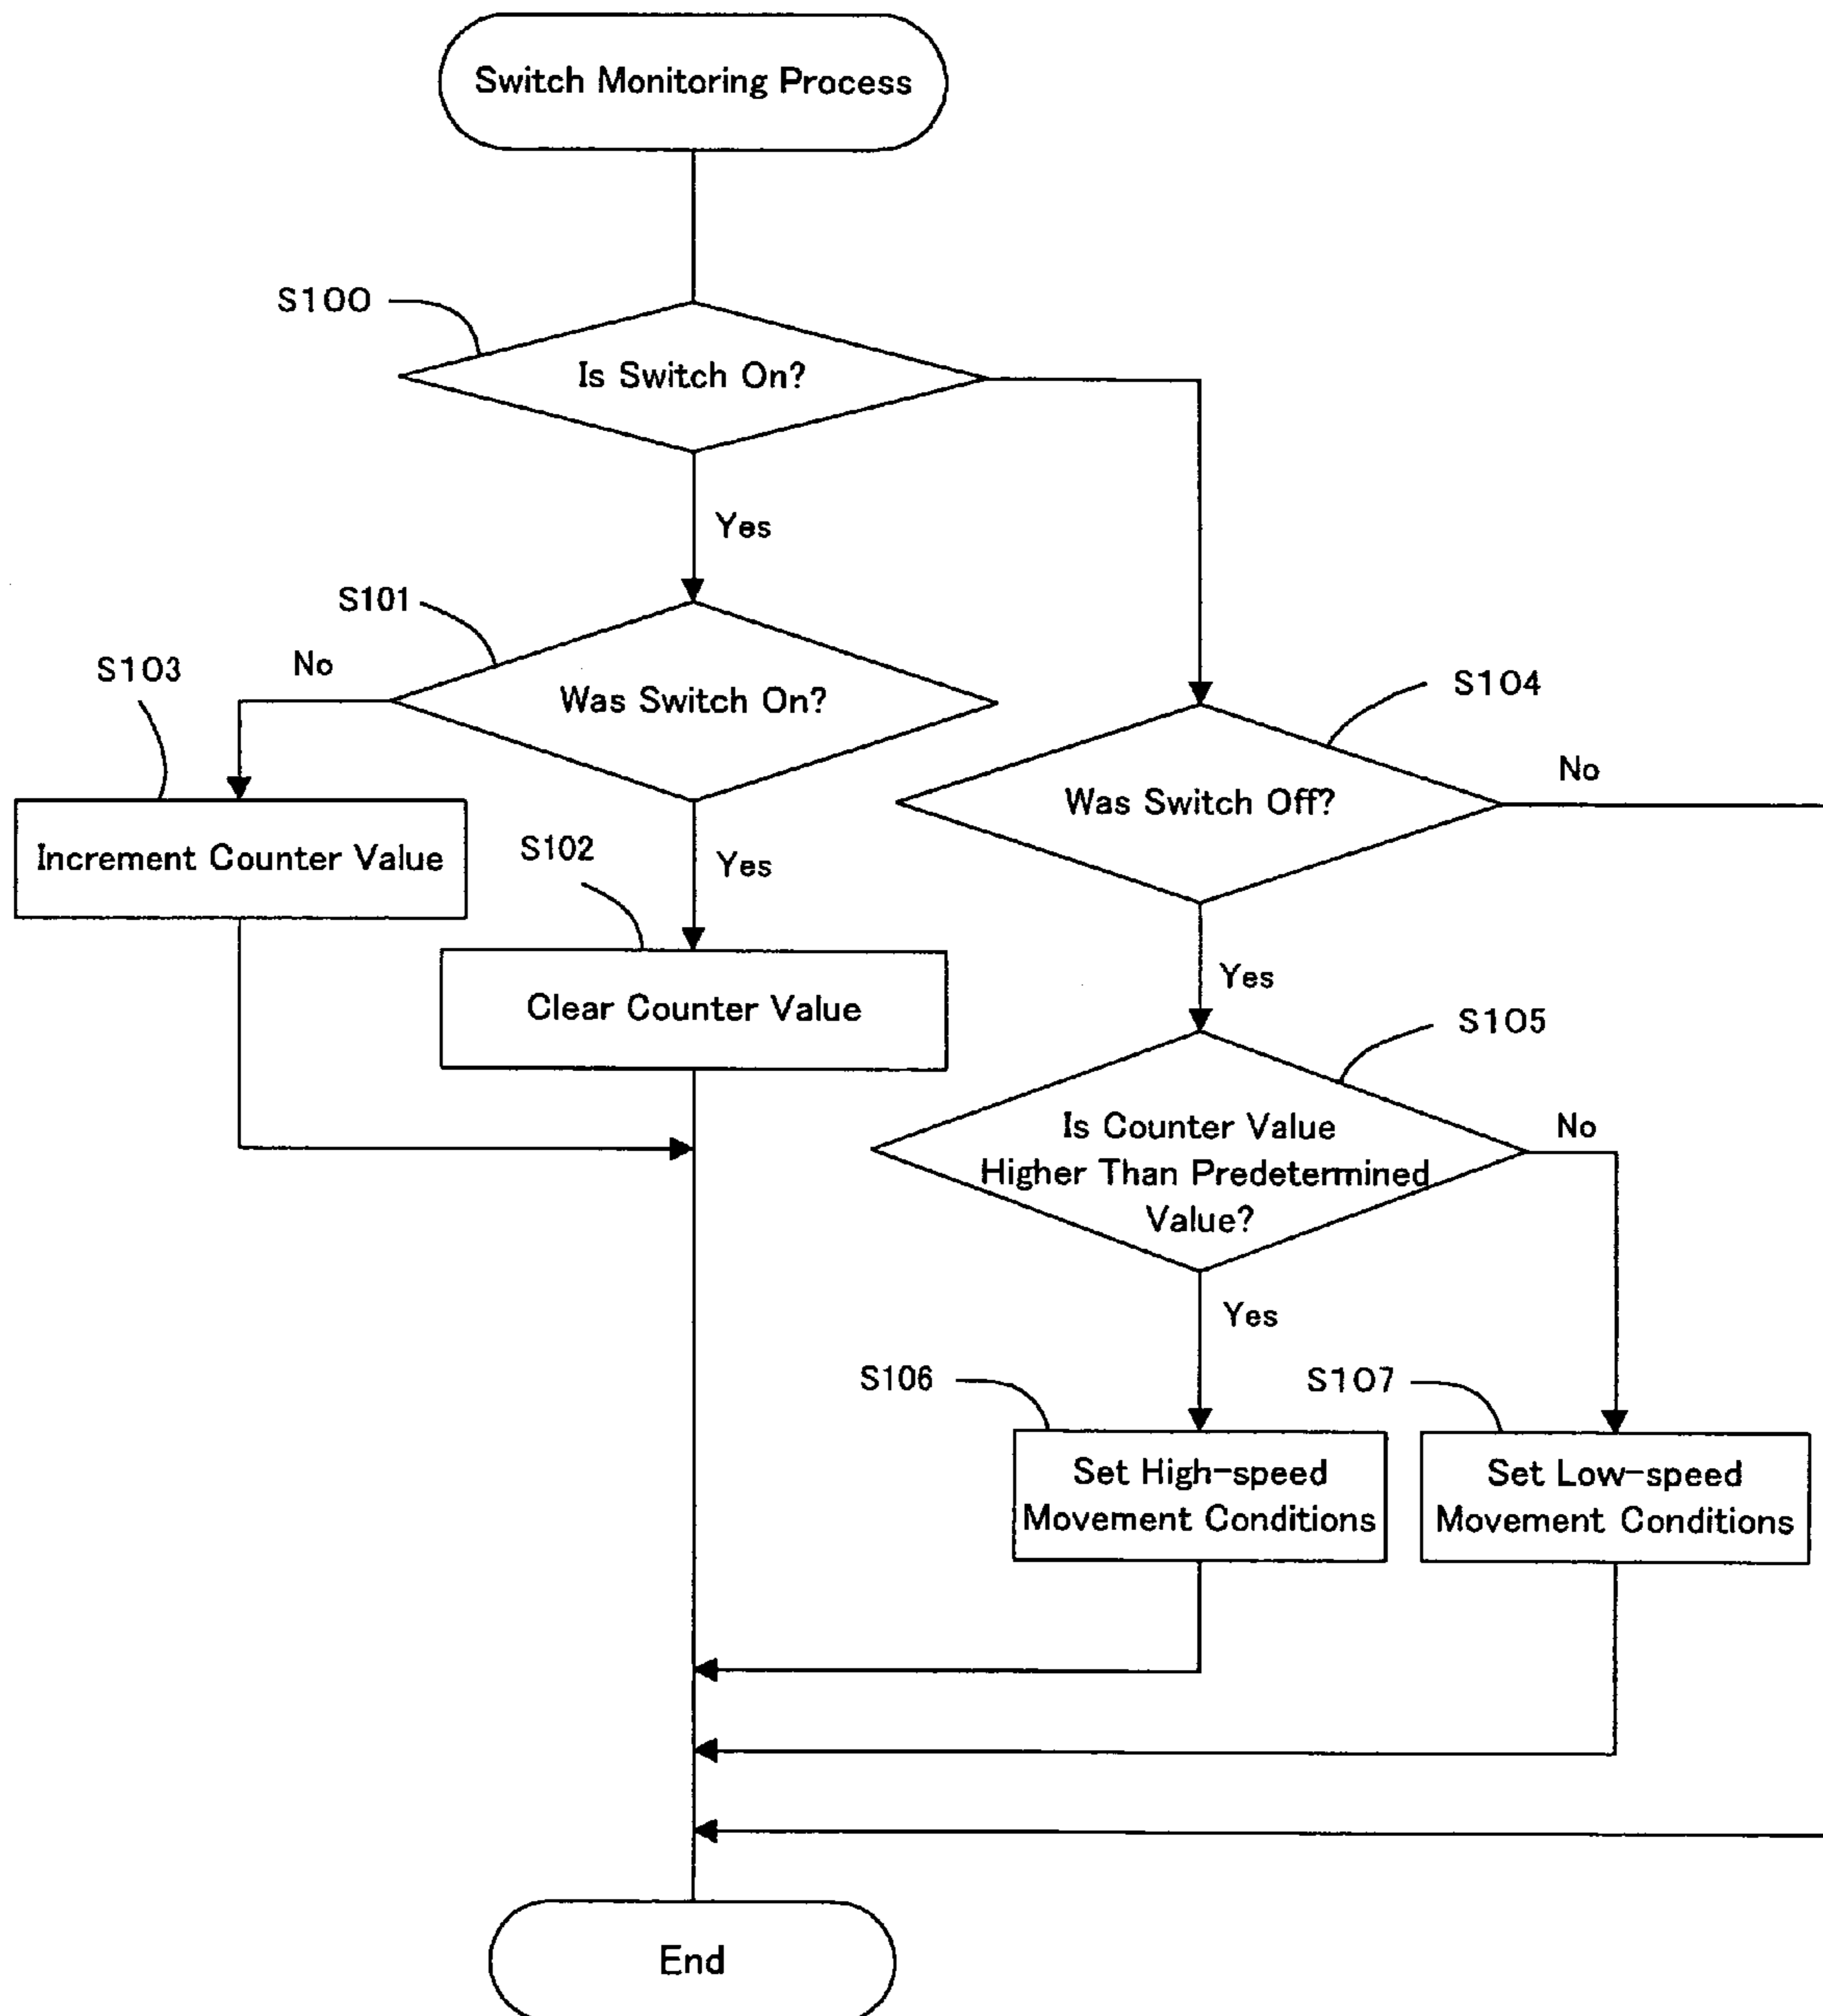 Switch Monitoring Process
S100
Is Switch On?
Yes
S101
Was Switch On?
No
S103
Increment Counter Value
S102
Yes
Clear Counter Value
S104
Was Switch Off?
No
Yes
S105
Is Counter Value
Higher Than Predetermined
Value?
No
Yes
S106
Set High-speed
Movement Conditions
S107
Set Low-speed
Movement Conditions
End